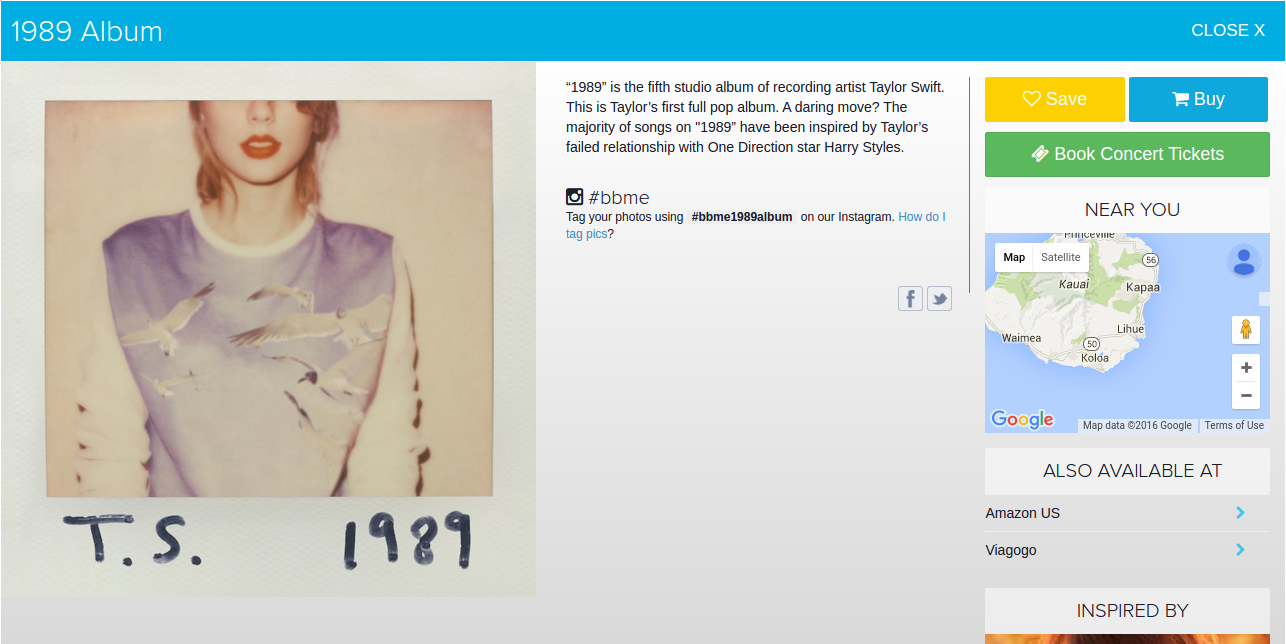 1989 Album
CLOSE X
T.S. 1989
“1989” is the fifth studio album of recording artist Taylor Swift.
This is Taylor’s first full pop album. A daring move? The
majority of songs on "1989” have been inspired by Taylor’s
failed relationship with One Direction star Harry Styles.
#bbme
Tag your photos using #bbme1989album on our Instagram. How do I
tag pics?
Save
Buy
Book Concert Tickets
NEAR YOU
Map Satellite
Princeville
56
Kauai
Kapaa
Lihue
Waimea
50
Koloa
Google
Map data ©2016 Google
Terms of Use
ALSO AVAILABLE AT
Amazon US
Viagogo
INSPIRED BY